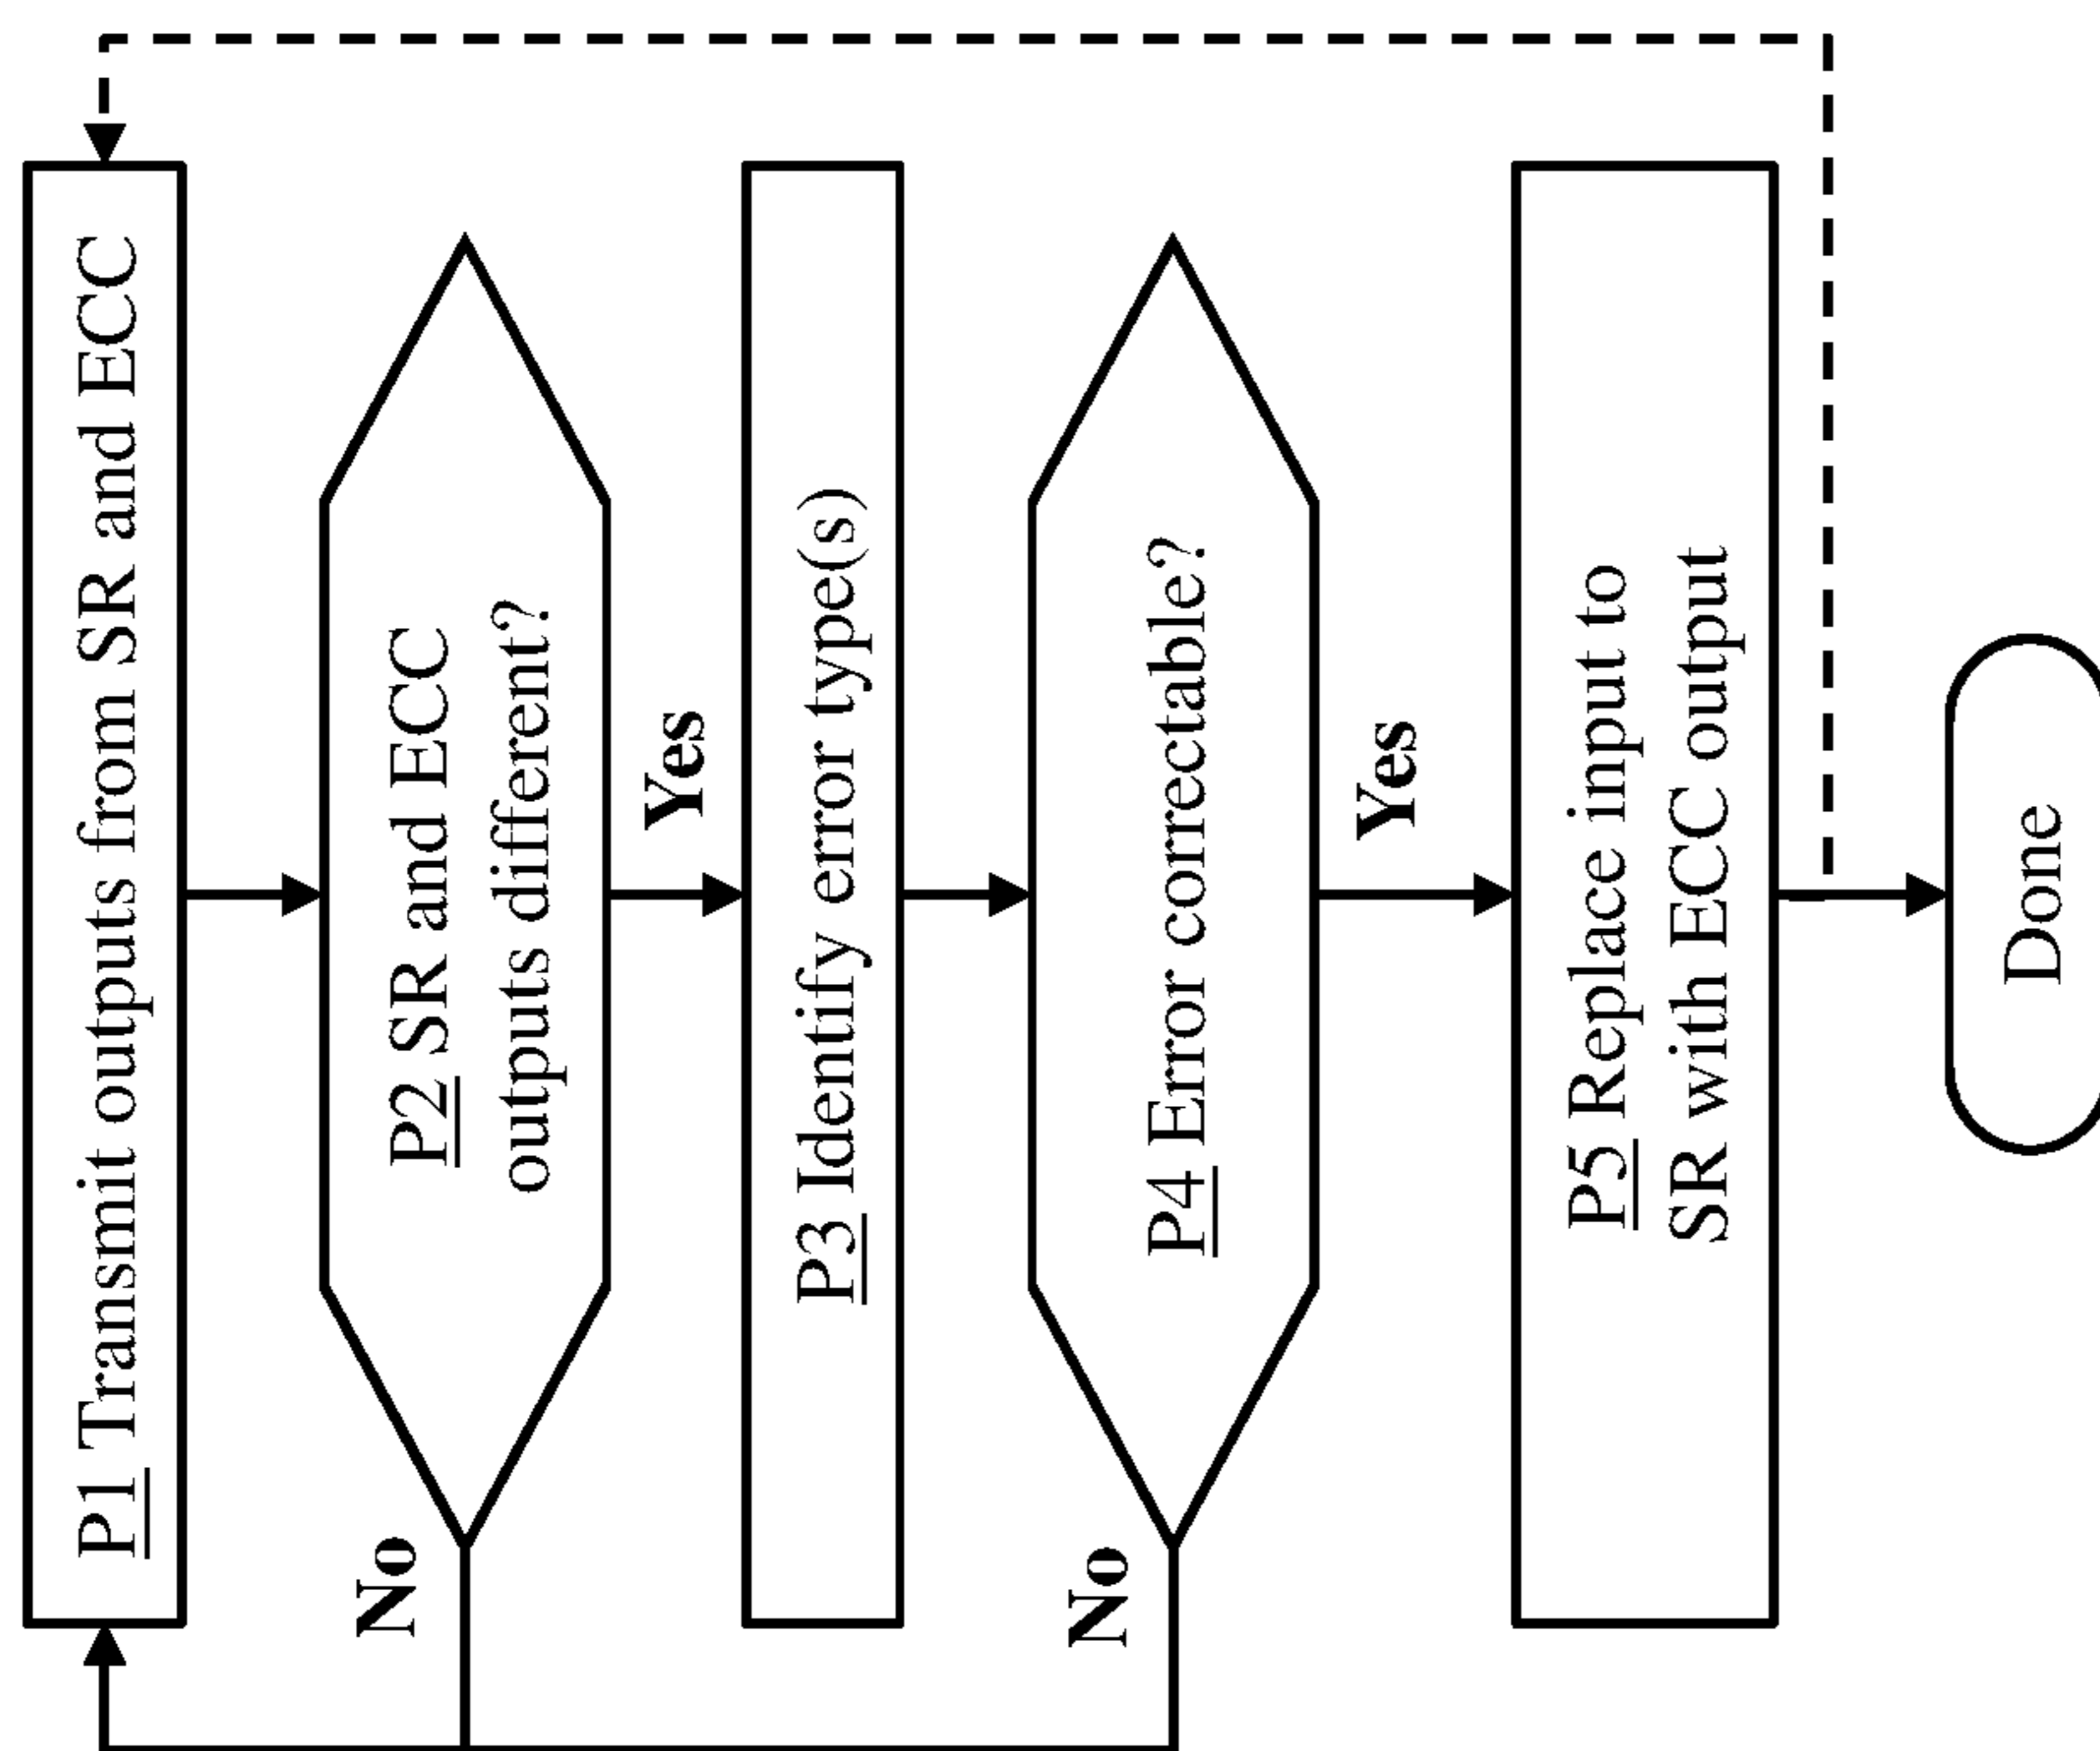 P1 Transmit outputs from SR and ECC
P2 SR and ECC
outputs different?
No
Yes
P3 Identify error type(s)
P4 Error correctable?
No
Yes
P5 Replace input to
SR with ECC output
Done